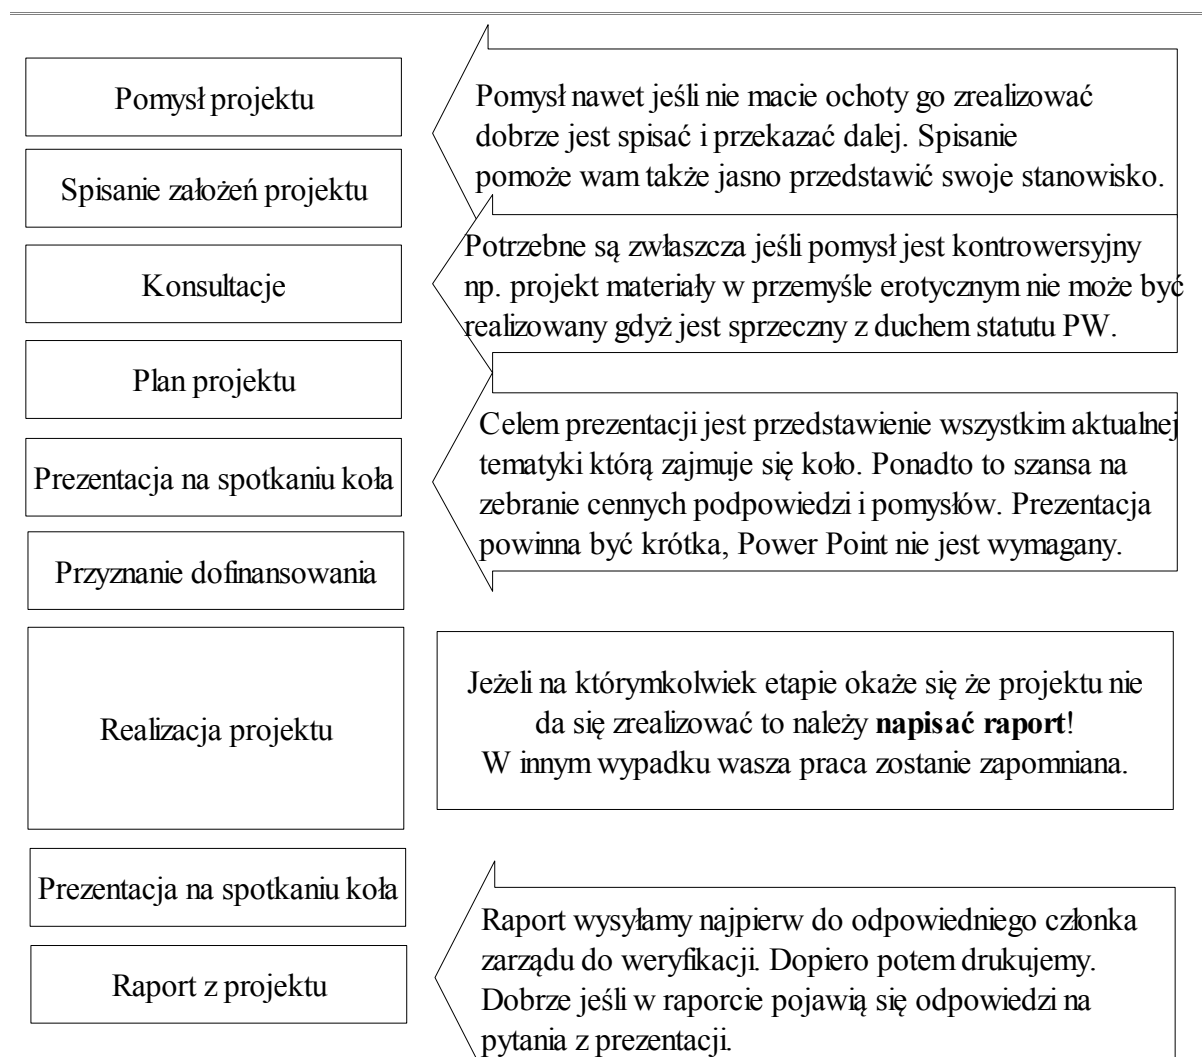 Pomysł projektu
Pomysł nawet jeśli nie macie ochoty go zrealizować
dobrze jest spisać i przekazać dalej. Spisanie
pomoże wam także jasno przedstawić swoje stanowisko.
Spisanie założeń projektu
Konsultacje
Potrzebne są zwłaszcza jeśli pomysł jest kontrowersyjny
np. projekt materiały w przemyśle erotycznym nie może być
realizowany gdyż jest sprzeczny z duchem statutu PW.
Plan projektu
Prezentacja na spotkaniu koła
Celem prezentacji jest przedstawienie wszystkim aktualnej
tematyki którą zajmuje się koło. Ponadto to szansa na
zebranie cennych podpowiedzi i pomysłów. Prezentacja
powinna być krótka, Power Point nie jest wymagany.
Przyznanie dofinansowania
Realizacja projektu
Jeżeli na którymkolwiek etapie okaże się że projektu nie
da się zrealizować to należy napisać raport!
W innym wypadku wasza praca zostanie zapomniana.
Prezentacja na spotkaniu koła
Raport z projektu
Raport wysyłamy najpierw do odpowiedniego członka
zarządu do weryfikacji. Dopiero potem drukujemy.
Dobrze jeśli w raporcie pojawią się odpowiedzi na
pytania z prezentacji.